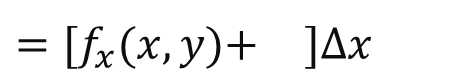 = [fₓ(x, y)+ ]Δx